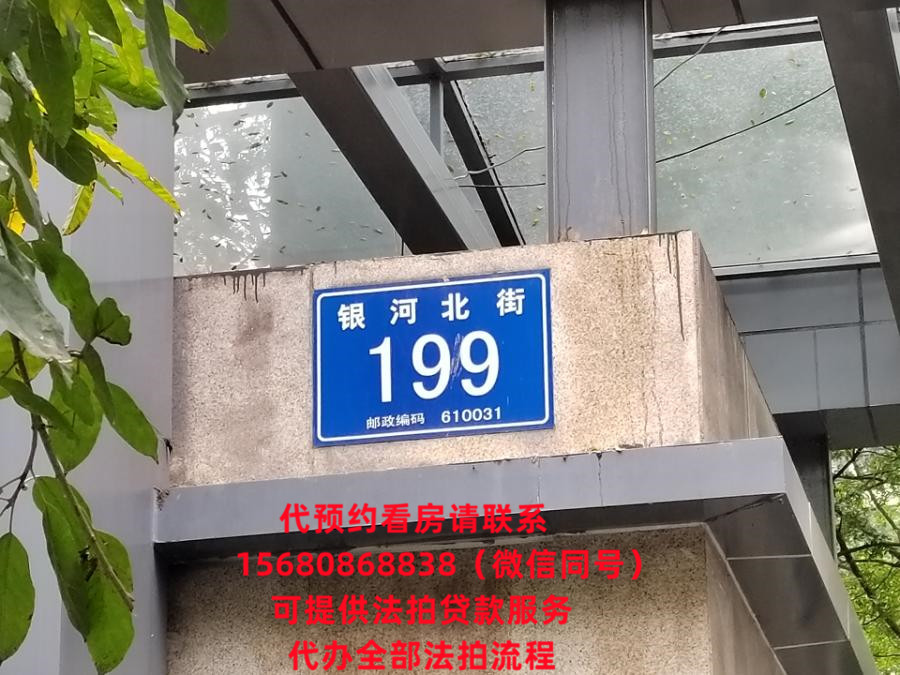 银河北街
199
邮政编码 610031
代预约看房请联系
15680868838（微信同号）
可提供法拍贷款服务
代办全部法拍流程